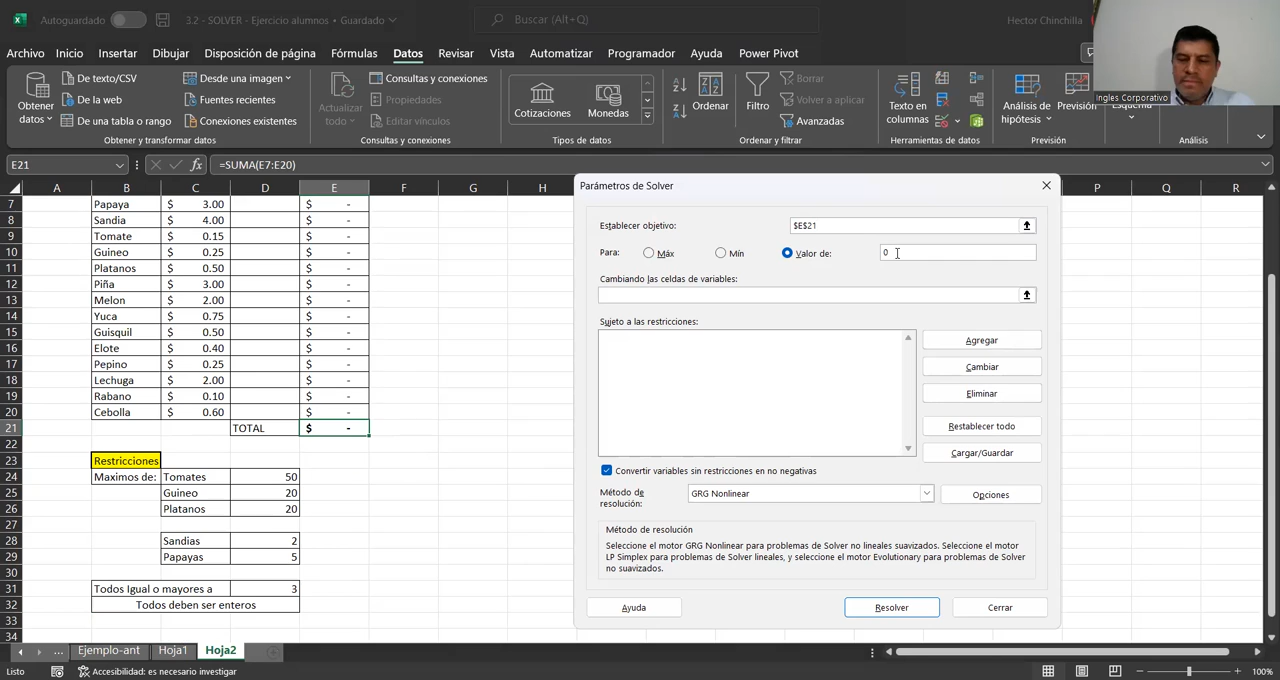 Autoguardado
3.2 - SOLVER - Ejercicio alumnos • Guardado
Buscar (Alt+Q)
Hector Chinchilla
Archivo Inicio Insertar Dibujar Disposición de página Fórmulas Datos Revisar Vista Automatizar Programador Ayuda Power Pivot
Obtener datos
De texto/CSV
De la web
De una tabla o rango
Desde una imagen
Fuentes recientes
Conexiones existentes
Obtener y transformar datos
Actualizar todo
Consultas y conexiones
Propiedades
Editar vínculos
Consultas y conexiones
Cotizaciones
Monedas
Tipos de datos
Ordenar
Filtro
Borrar
Volver a aplicar
Avanzadas
Ordenar y filtrar
Texto en columnas
Herramientas de datos
Análisis de hipótesis
Previsión
Previsión
Esquema
Análisis
Ingles Corporativo
E21
fx
=SUMA(E7:E20)
A B C D E F G H P Q R
7 Papaya $ 3.00 $ -
8 Sandia $ 4.00 $ -
9 Tomate $ 0.15 $ -
10 Guineo $ 0.25 $ -
11 Platanos $ 0.50 $ -
12 Piña $ 3.00 $ -
13 Melon $ 2.00 $ -
14 Yuca $ 0.75 $ -
15 Guisquil $ 0.50 $ -
16 Elote $ 0.40 $ -
17 Pepino $ 0.25 $ -
18 Lechuga $ 2.00 $ -
19 Rabano $ 0.10 $ -
20 Cebolla $ 0.60 $ -
21 TOTAL $ -
22
23 Restricciones
24 Maximos de: Tomates 50
25 Guineo 20
26 Platanos 20
27
28 Sandias 2
29 Papayas 5
30
31 Todos Igual o mayores a 3
32 Todos deben ser enteros
33
34
Parámetros de Solver
Establecer objetivo: $E$21
Para: Máx Mín Valor de: 0
Cambiando las celdas de variables:
Sujeto a las restricciones:
Agregar
Cambiar
Eliminar
Restablecer todo
Cargar/Guardar
Convertir variables sin restricciones en no negativas
Método de resolución: GRG Nonlinear Opciones
Método de resolución
Seleccione el motor GRG Nonlinear para problemas de Solver no lineales suavizados. Seleccione el motor
LP Simplex para problemas de Solver lineales, y seleccione el motor Evolutionary para problemas de Solver
no suavizados.
Ayuda Resolver Cerrar
... Ejemplo-ant Hoja1 Hoja2
Listo Accesibilidad: es necesario investigar 100%